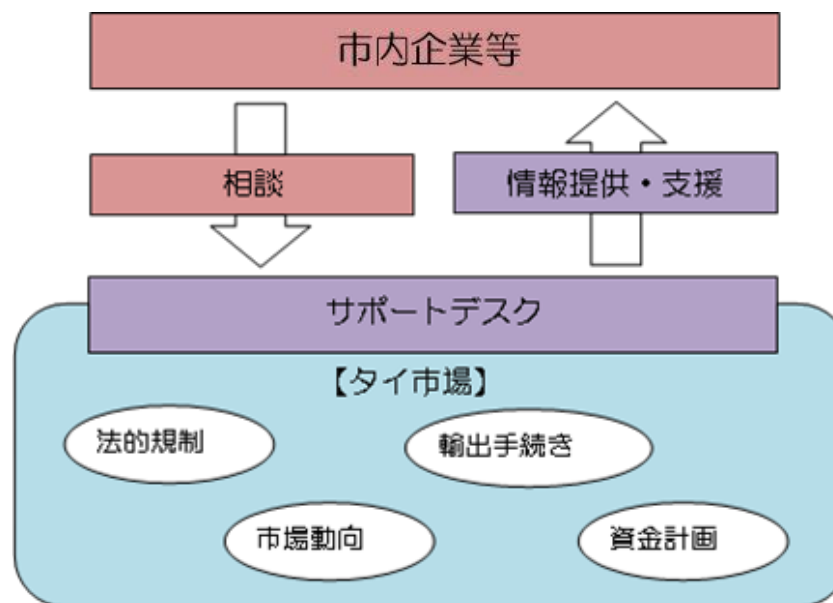 市内企業等
相談
情報提供・支援
サポートデスク
【タイ市場】
法的規制
輸出手続き
市場動向
資金計画